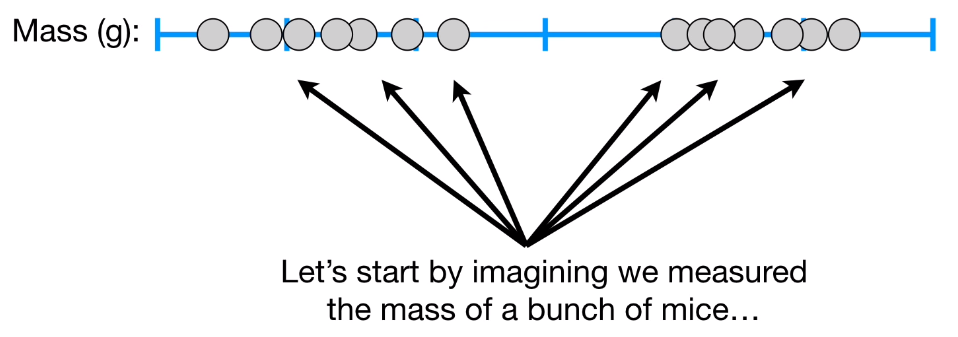 Mass (g):
Let’s start by imagining we measured
the mass of a bunch of mice…